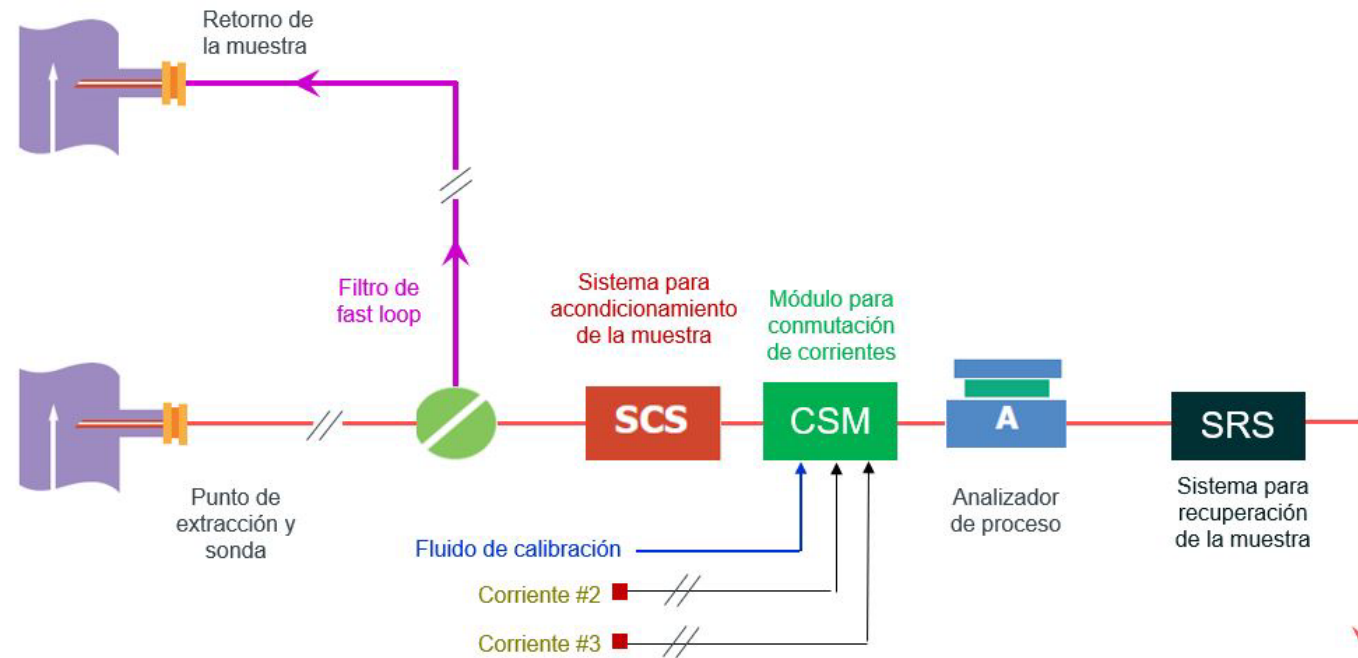 Retorno de
la muestra
Filtro de
fast loop
Sistema para
acondicionamiento
de la muestra
Módulo para
conmutación
de corrientes
SCS
CSM
A
SRS
Punto de
extracción y
sonda
Analizador
de proceso
Sistema para
recuperación
de la muestra
Fluido de calibración
Corriente #2
Corriente #3